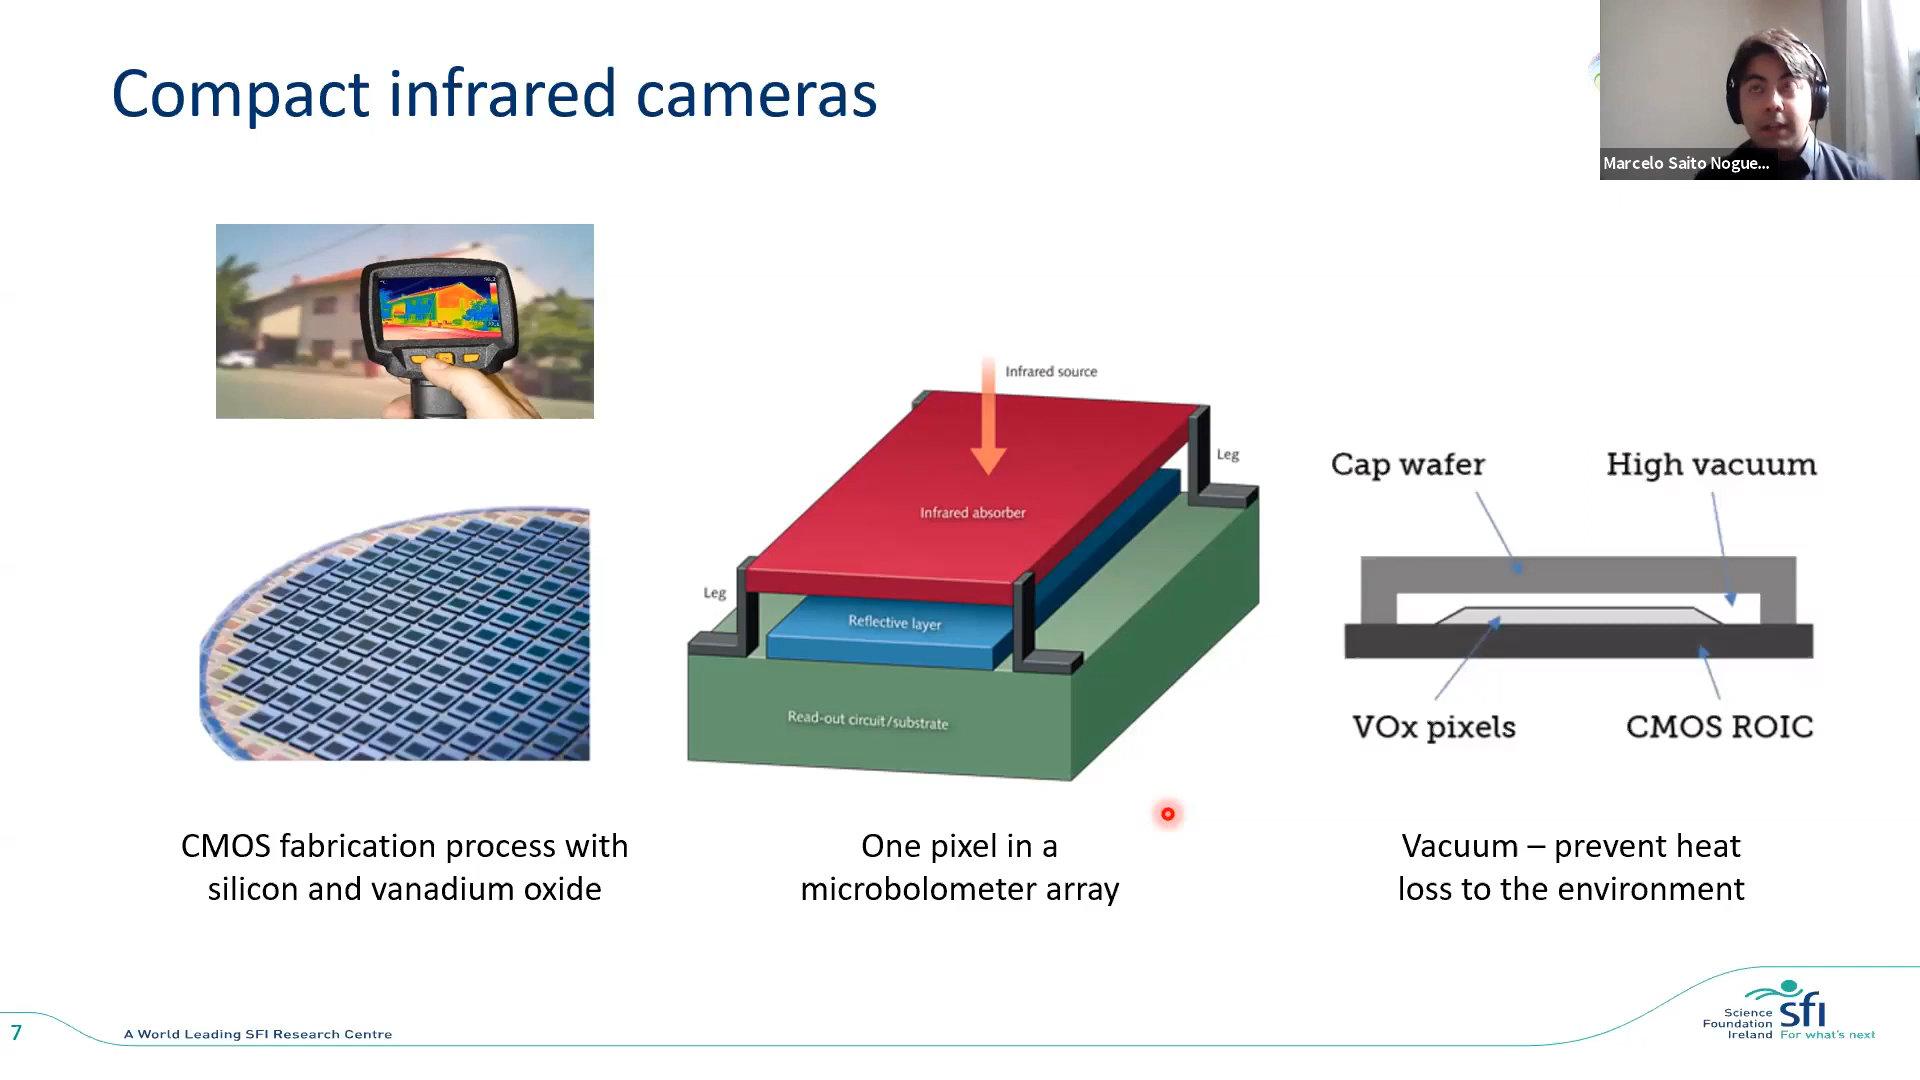 Compact infrared cameras
Marcelo Saito Nogue...
Infrared source
Leg
Infrared absorber
Leg
Reflective layer
Read-out circuit/substrate
Cap wafer
High vacuum
VOx pixels
CMOS ROIC
CMOS fabrication process with
silicon and vanadium oxide
One pixel in a
microbolometer array
Vacuum – prevent heat
loss to the environment
7
A World Leading SFI Research Centre
Science
Foundation
Ireland
sfi
For what's next